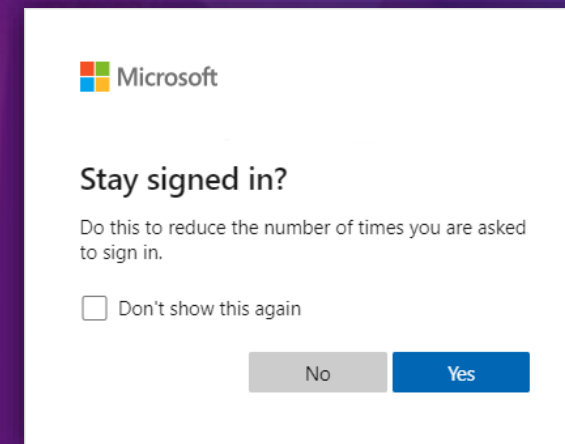 Microsoft
Stay signed in?
Do this to reduce the number of times you are asked
to sign in.
Don't show this again
No Yes